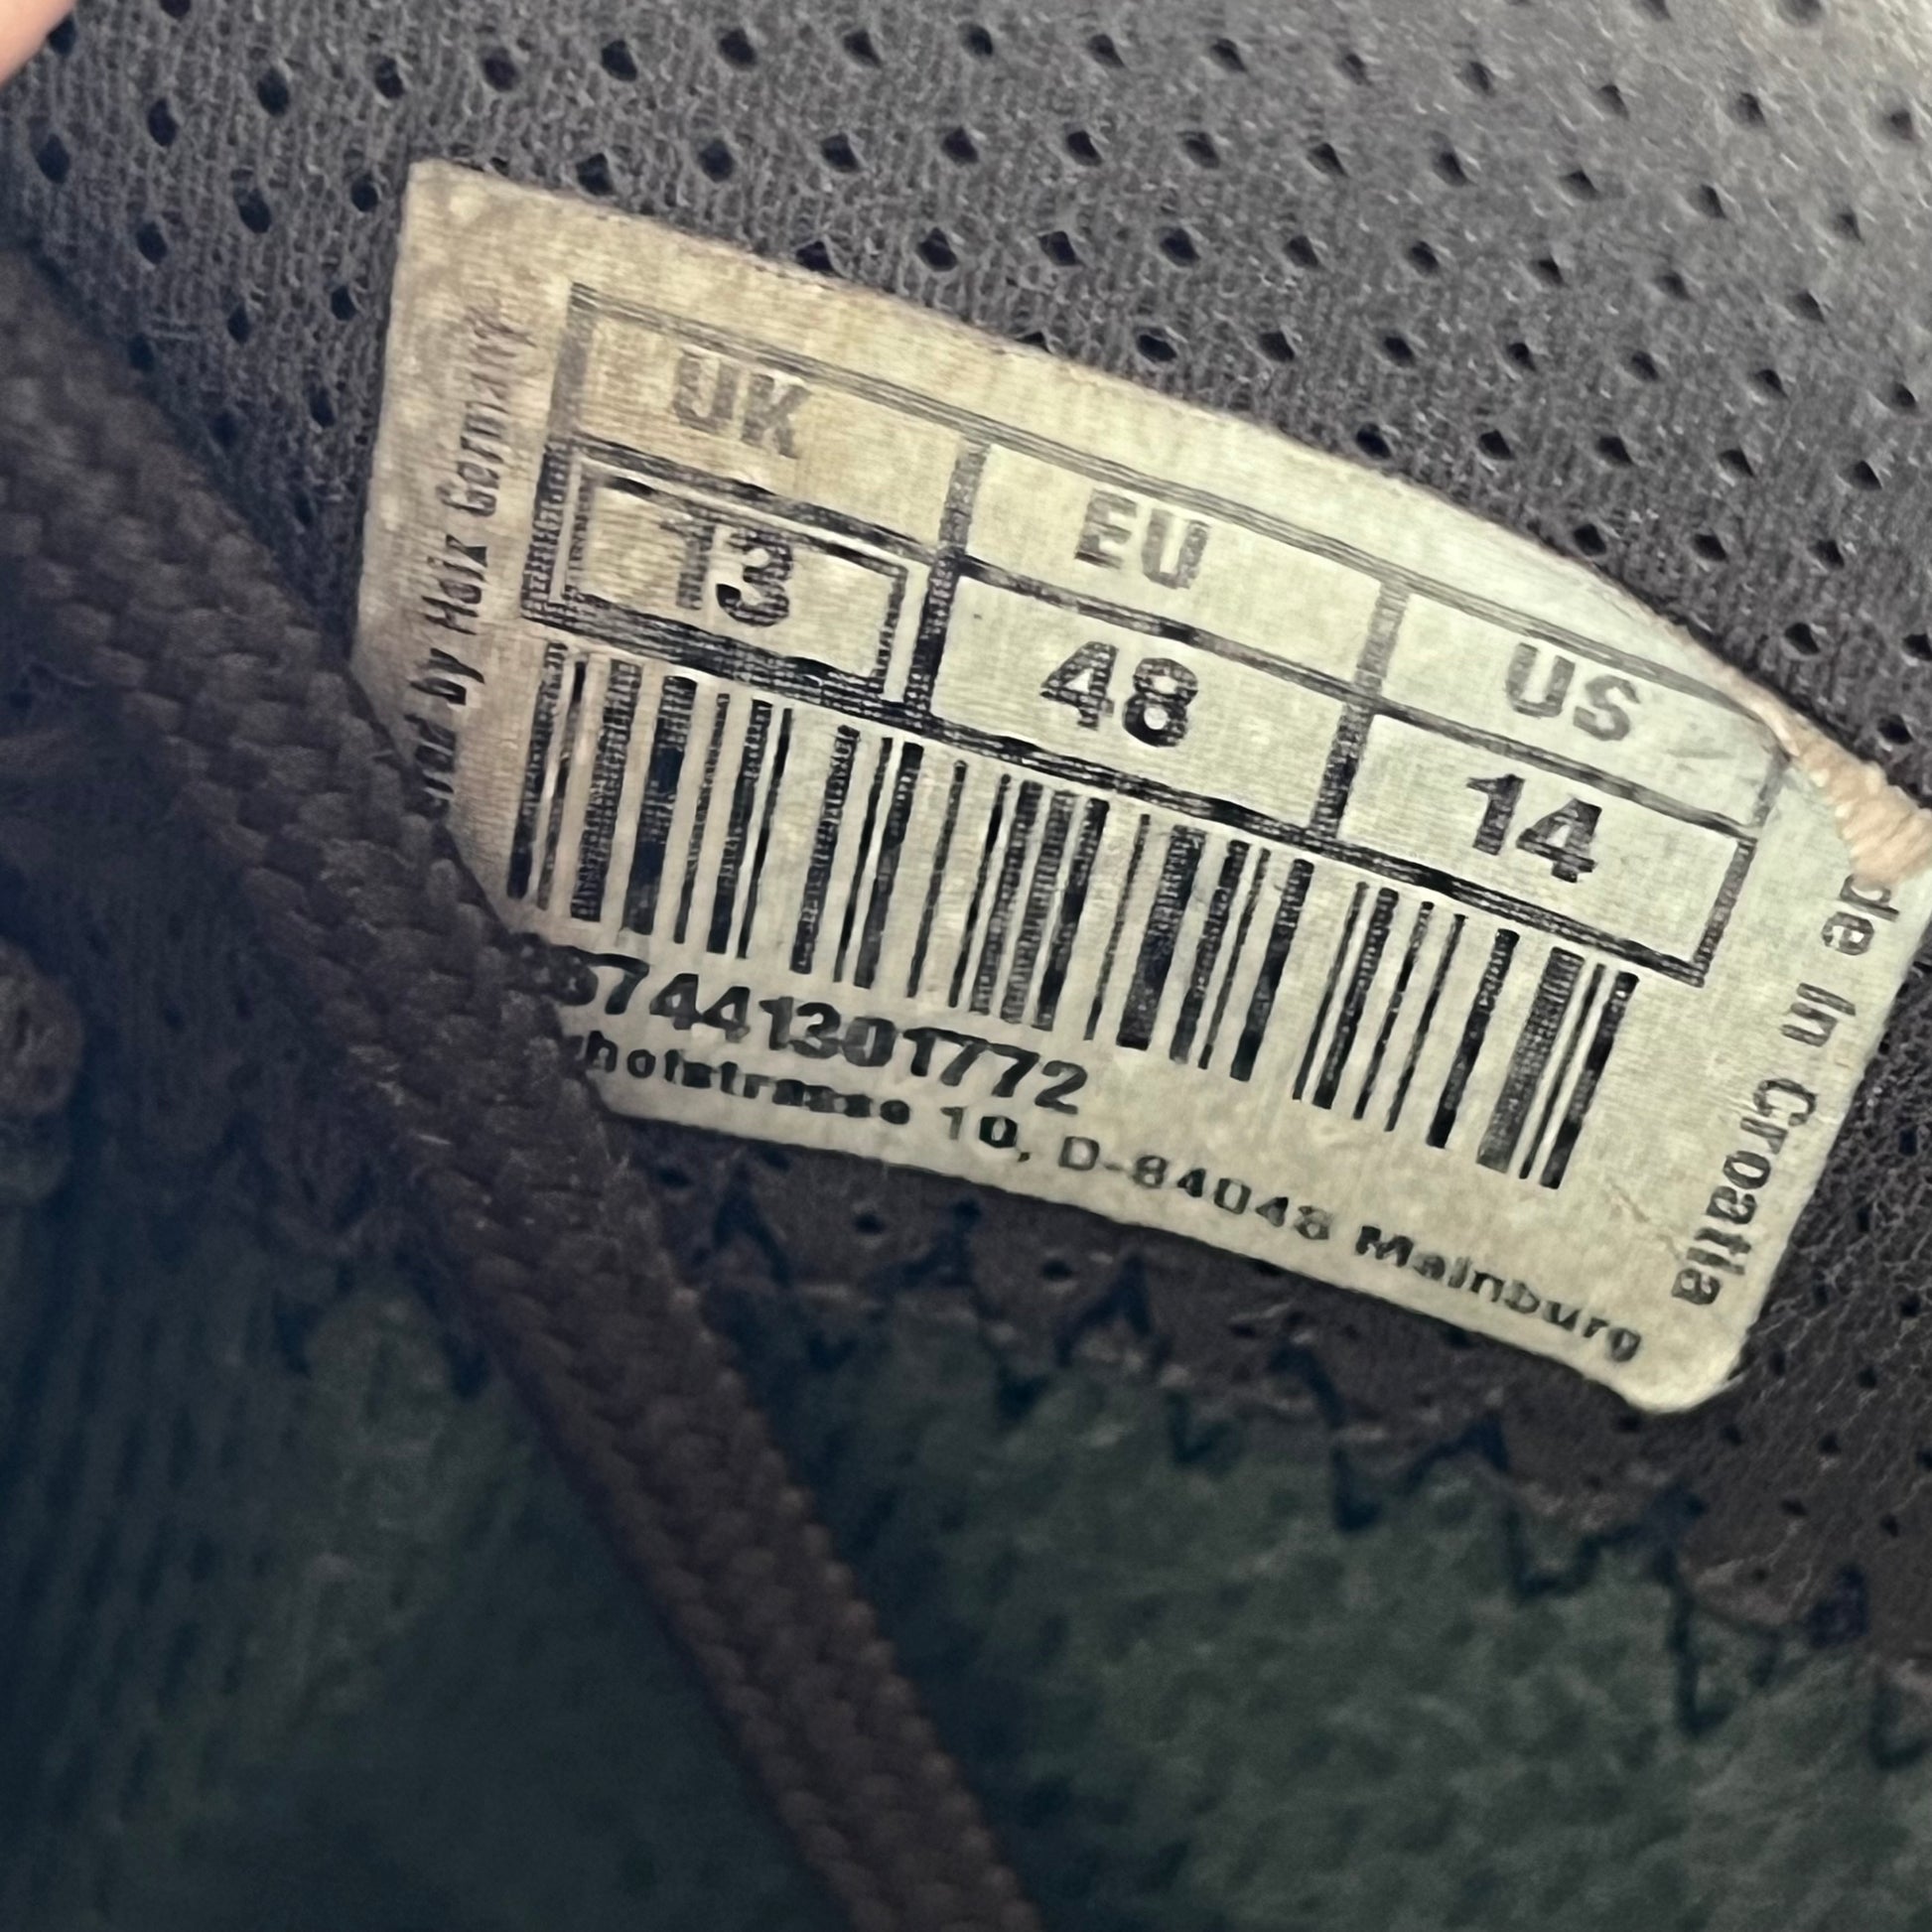 by Haix Germany
UK EU US
13 48 14
7441301772
10, D-84048 Mainburg
In Croatia